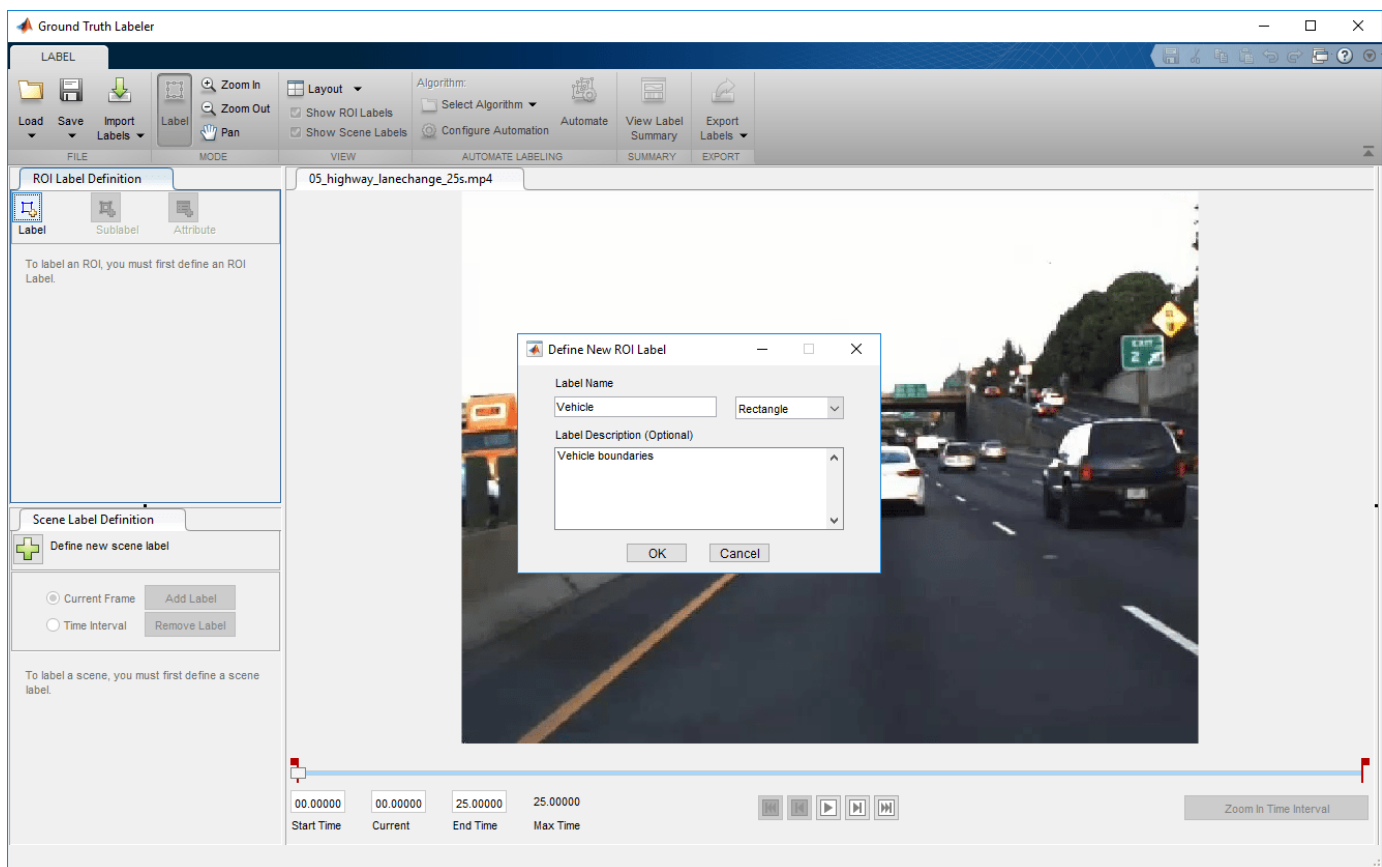 Ground Truth Labeler
LABEL
Load
Save
Import Labels
Label
Zoom In
Zoom Out
Pan
Layout
Show ROI Labels
Show Scene Labels
Algorithm:
Select Algorithm
Configure Automation
Automate
View Label Summary
Export Labels
FILE
MODE
VIEW
AUTOMATE LABELING
SUMMARY
EXPORT
ROI Label Definition
05_highway_lanechange_25s.mp4
Label
Sublabel
Attribute
To label an ROI, you must first define an ROI
Label.
EXIT
2
Define New ROI Label
Label Name
Vehicle
Rectangle
Label Description (Optional)
Vehicle boundaries
OK
Cancel
Scene Label Definition
Define new scene label
Current Frame
Add Label
Time Interval
Remove Label
To label a scene, you must first define a scene
label.
00.00000
00.00000
25.00000
25.00000
Start Time
Current
End Time
Max Time
Zoom In Time Interval